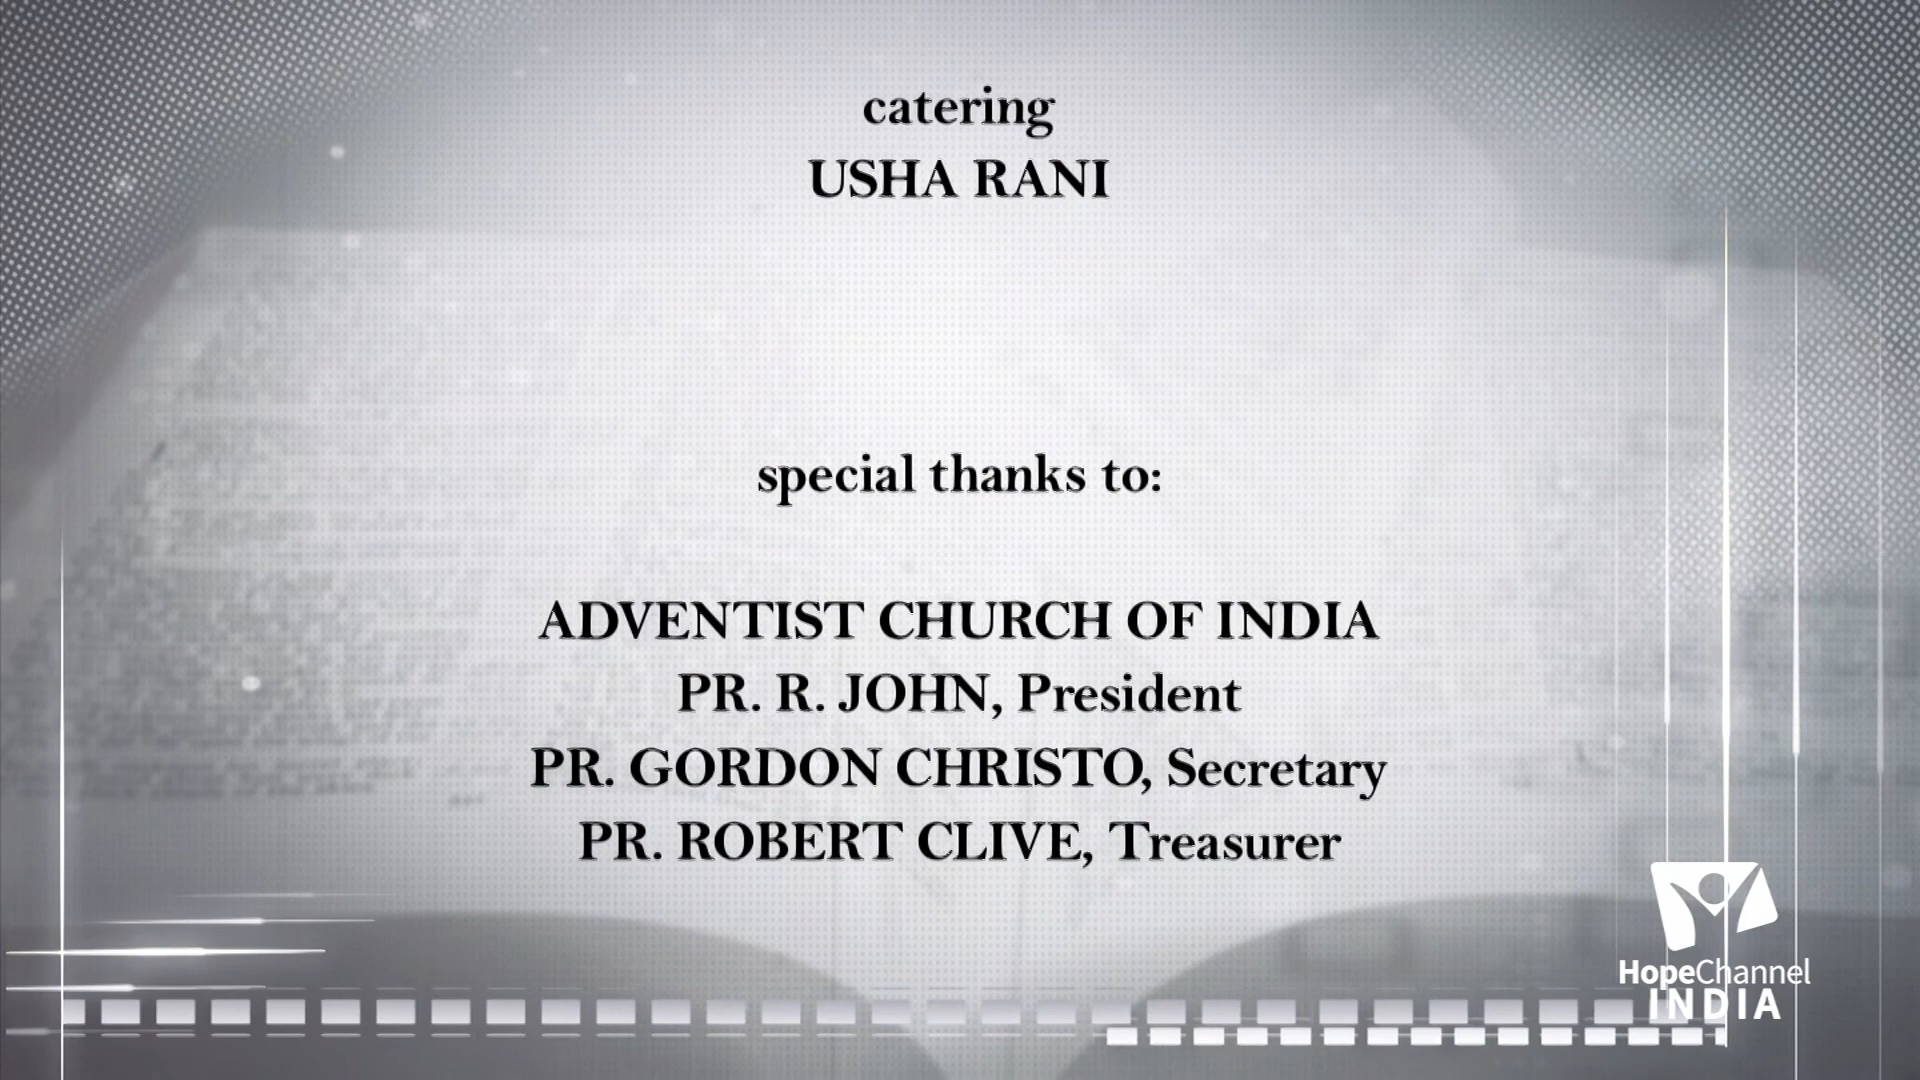 catering
USHA RANI
special thanks to:
ADVENTIST CHURCH OF INDIA
PR. R. JOHN, President
PR. GORDON CHRISTO, Secretary
PR. ROBERT CLIVE, Treasurer
HopeChannel
INDIA